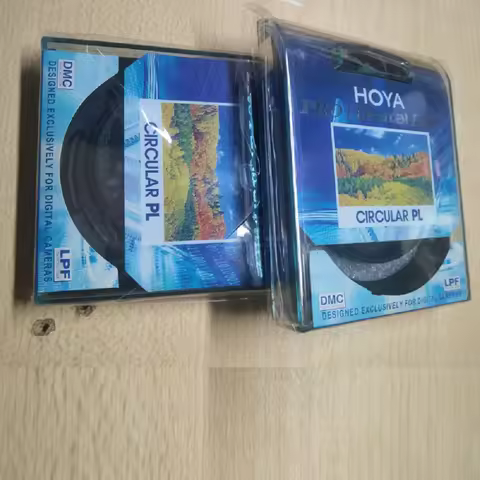 DMC
DESIGNED EXCLUSIVELY FOR DIGITAL CAMERAS
LPF
CIRCULAR PL
HOYA
CIRCULAR PL
DMC
LPF
DESIGNED EXCLUSIVELY FOR DIGITAL